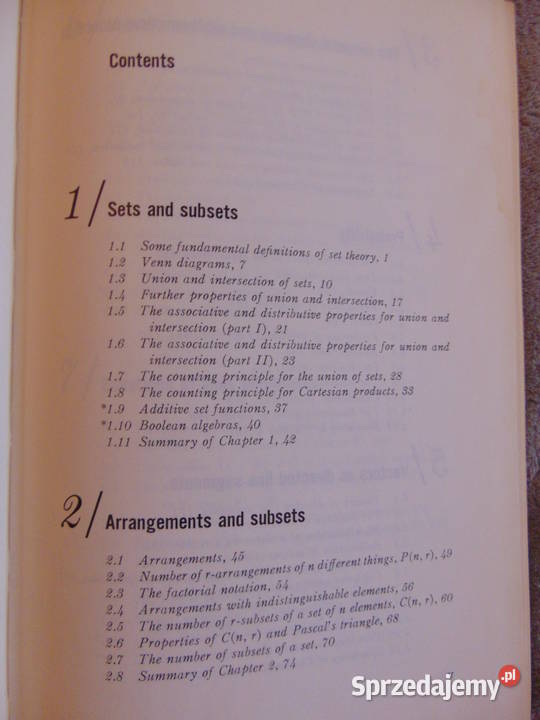 Contents
1/ Sets and subsets
1.1 Some fundamental definitions of set theory, 1
1.2 Venn diagrams, 7
1.3 Union and intersection of sets, 10
1.4 Further properties of union and intersection, 17
1.5 The associative and distributive properties for union and
intersection (part I), 21
1.6 The associative and distributive properties for union and
intersection (part II), 23
1.7 The counting principle for the union of sets, 28
1.8 The counting principle for Cartesian products, 33
*1.9 Additive set functions, 37
*1.10 Boolean algebras, 40
1.11 Summary of Chapter 1, 42
2/ Arrangements and subsets
2.1 Arrangements, 45
2.2 Number of r-arrangements of n different things, P(n, r), 49
2.3 The factorial notation, 54
2.4 Arrangements with indistinguishable elements, 56
2.5 The number of r-subsets of a set of n elements, C(n, r), 60
2.6 Properties of C(n, r) and Pascal's triangle, 68
2.7 The number of subsets of a set, 70
2.8 Summary of Chapter 2, 74
Sprzedajemy.pl